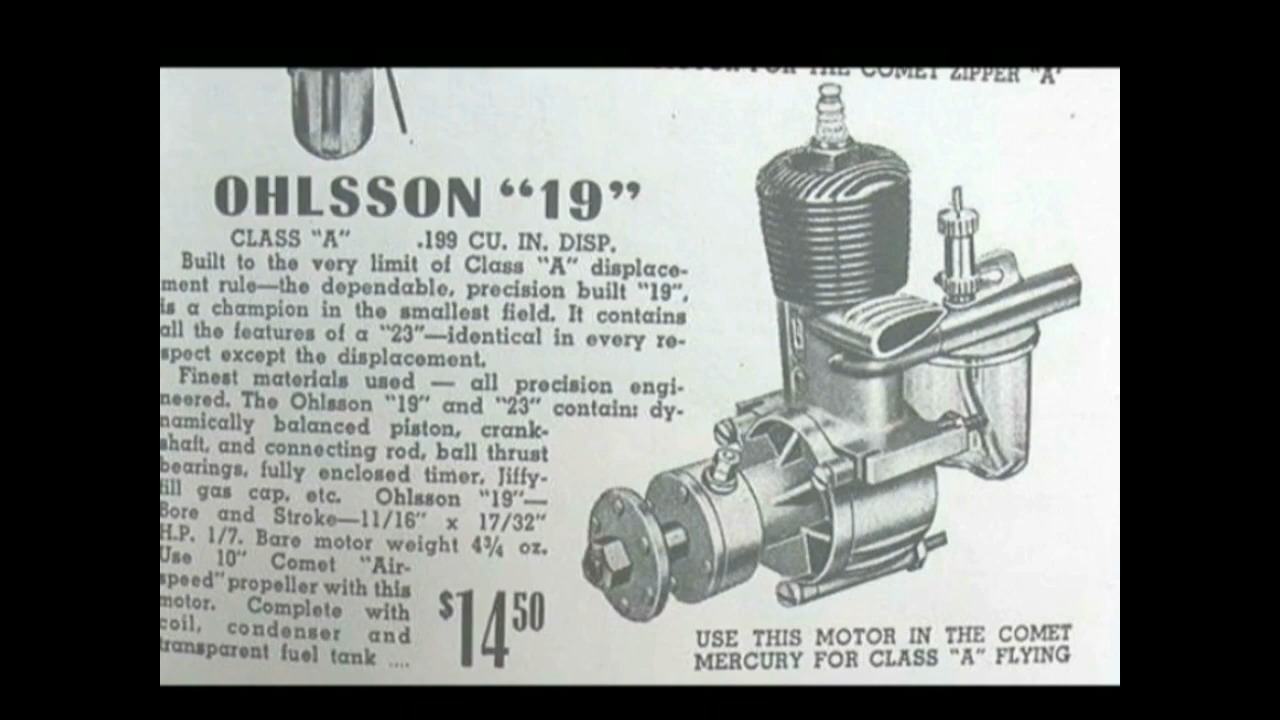 MOTOR FOR THE COMET ZIPPER "A"
OHLSSON "19"
CLASS "A" .199 CU. IN. DISP.
Built to the very limit of Class "A" displace-
ment rule—the dependable, precision built "19",
is a champion in the smallest field. It contains
all the features of a "23"—identical in every re-
spect except the displacement.
Finest materials used — all precision engi-
neered. The Ohlsson "19" and "23" contain: dy-
namically balanced piston, crank-
shaft, and connecting rod, ball thrust
bearings, fully enclosed timer, Jiffy-
fill gas cap, etc. Ohlsson "19"—
Bore and Stroke—11/16" x 17/32"
H.P. 1/7. Bare motor weight 4¾ oz.
Use 10" Comet "Air-
speed" propeller with this
motor. Complete with
coil, condenser and
transparent fuel tank ....
$14.50
USE THIS MOTOR IN THE COMET
MERCURY FOR CLASS "A" FLYING